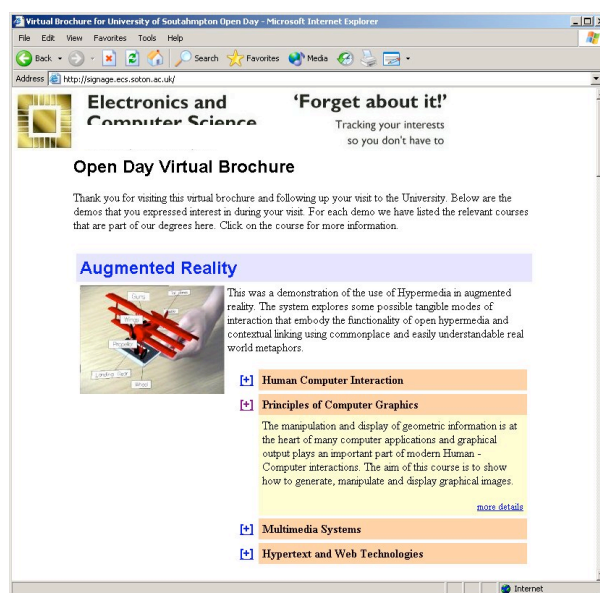 Virtual Brochure for University of Soutahmpton Open Day - Microsoft Internet Explorer
File Edit View Favorites Tools Help
Back Search Favorites Media
Address http://signage.ecs.soton.ac.uk/
Electronics and
Computer Science
'Forget about it!'
Tracking your interests
so you don't have to
Open Day Virtual Brochure
Thank you for visiting this virtual brochure and following up your visit to the University. Below are the
demos that you expressed interest in during your visit. For each demo we have listed the relevant courses
that are part of our degrees here. Click on the course for more information.
Augmented Reality
Guns
Wings
Propeller
Landing Gear
Wheel
This was a demonstration of the use of Hypermedia in augmented
reality. The system explores some possible tangible modes of
interaction that embody the functionality of open hypermedia and
contextual linking using commonplace and easily understandable real
world metaphors.
[+] Human Computer Interaction
[+] Principles of Computer Graphics
The manipulation and display of geometric information is at
the heart of many computer applications and graphical
output plays an important part of modern Human -
Computer interactions. The aim of this course is to show
how to generate, manipulate and display graphical images.
more details
[+] Multimedia Systems
[+] Hypertext and Web Technologies
Internet